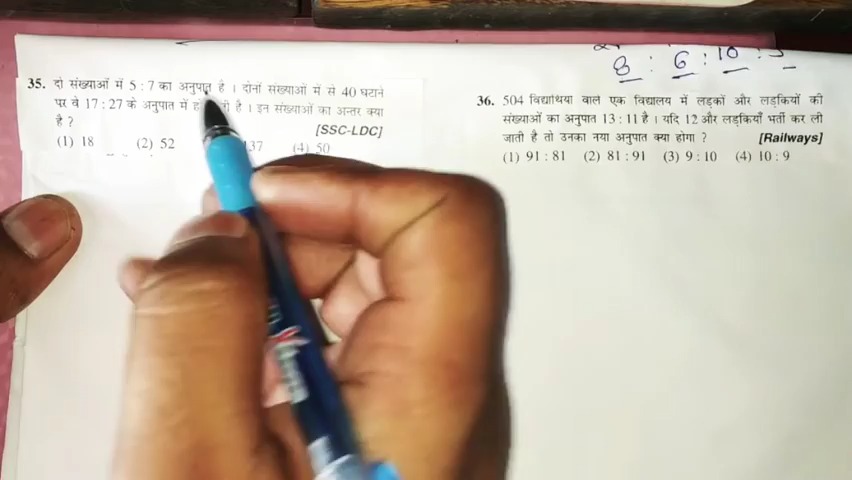 8 : 6 : 10 :
35. दो संख्याओं में 5 : 7 का अनुपात है । दोनों संख्याओं में से 40 घटाने
पर वे 17 : 27 के अनुपात में है । इन संख्याओं का अन्तर क्या
है ?
[SSC-LDC]
(1) 18 (2) 52 137 (4) 50
36. 504 विद्यार्थियों वाले एक विद्यालय में लड़कों और लड़कियों की
संख्याओं का अनुपात 13 : 11 है । यदि 12 और लड़कियाँ भर्ती कर ली
जाती है तो उनका नया अनुपात क्या होगा ? [Railways]
(1) 91 : 81 (2) 81 : 91 (3) 9 : 10 (4) 10 : 9